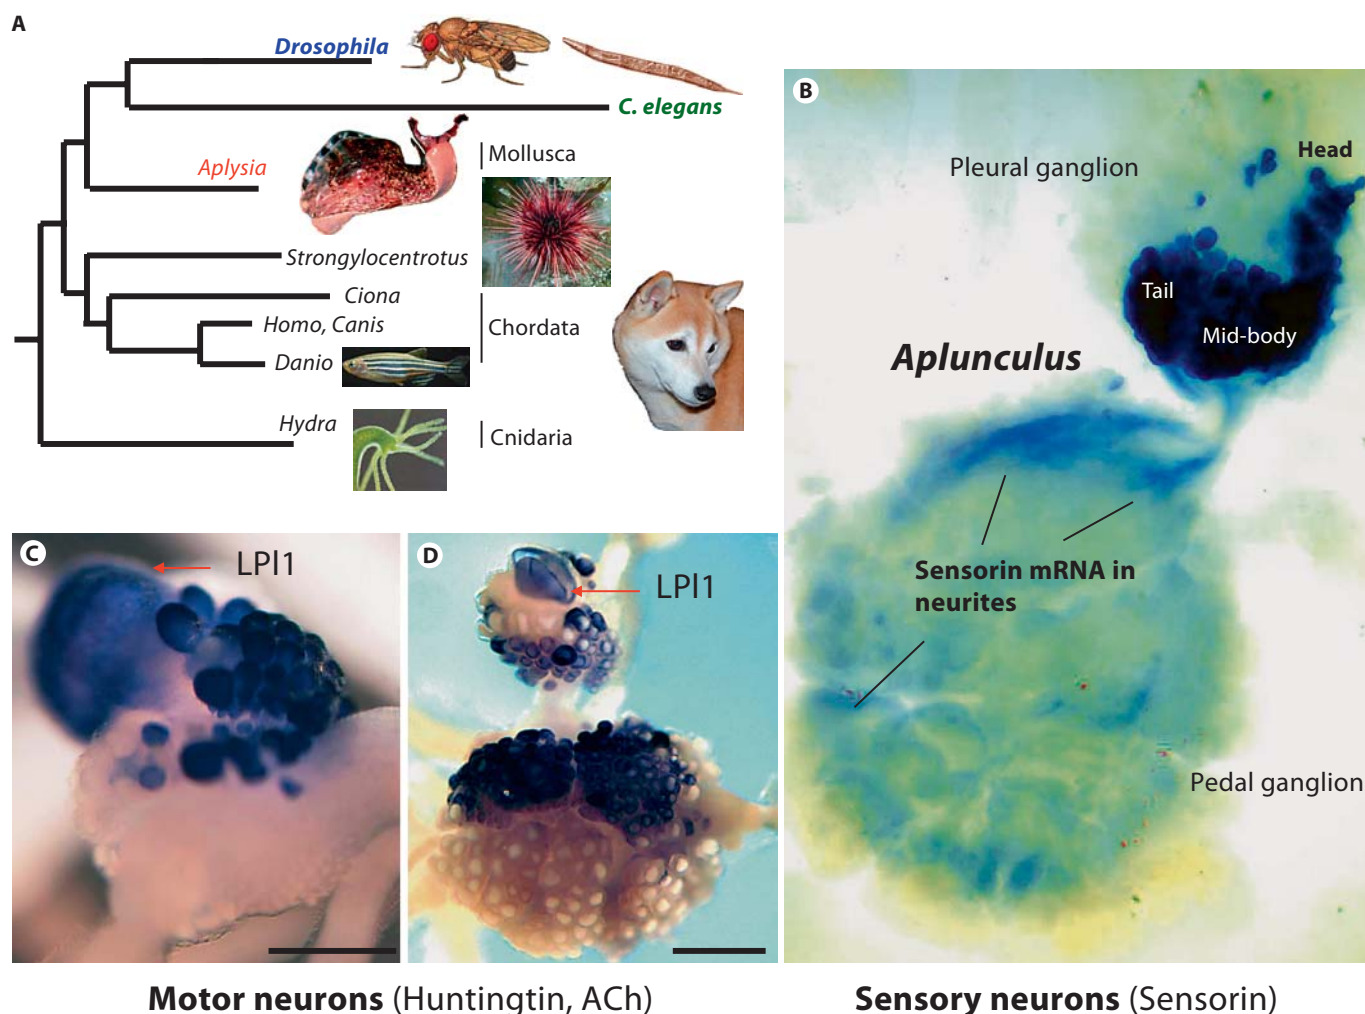 A
Drosophila
C. elegans
Aplysia
Mollusca
Strongylocentrotus
Ciona
Homo, Canis
Chordata
Danio
Hydra
Cnidaria
B
Pleural ganglion
Head
Tail
Mid-body
Aplunculus
Sensorin mRNA in
neurites
Pedal ganglion
C
LPl1
D
LPl1
Motor neurons (Huntingtin, ACh)
Sensory neurons (Sensorin)